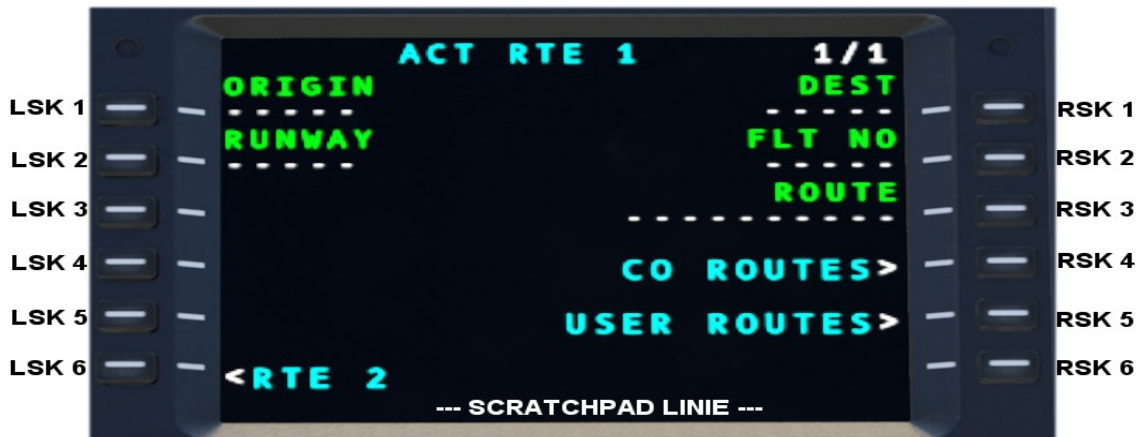 ACT RTE 1 1/1
ORIGIN DEST
LSK 1 - - - - - - - - - - RSK 1
RUNWAY FLT NO
LSK 2 - - - - - - - - - - RSK 2
ROUTE
LSK 3 - - - - - - - - - - RSK 3
LSK 4 CO ROUTES> RSK 4
LSK 5 USER ROUTES> RSK 5
LSK 6 <RTE 2 RSK 6
--- SCRATCHPAD LINIE ---